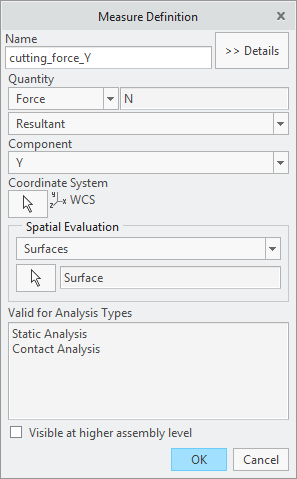 Measure Definition x
Name
cutting_force_Y
>> Details
Quantity
Force N
Resultant
Component
Y
Coordinate System
y z x WCS
Spatial Evaluation
Surfaces
Surface
Valid for Analysis Types
Static Analysis
Contact Analysis
Visible at higher assembly level
OK Cancel